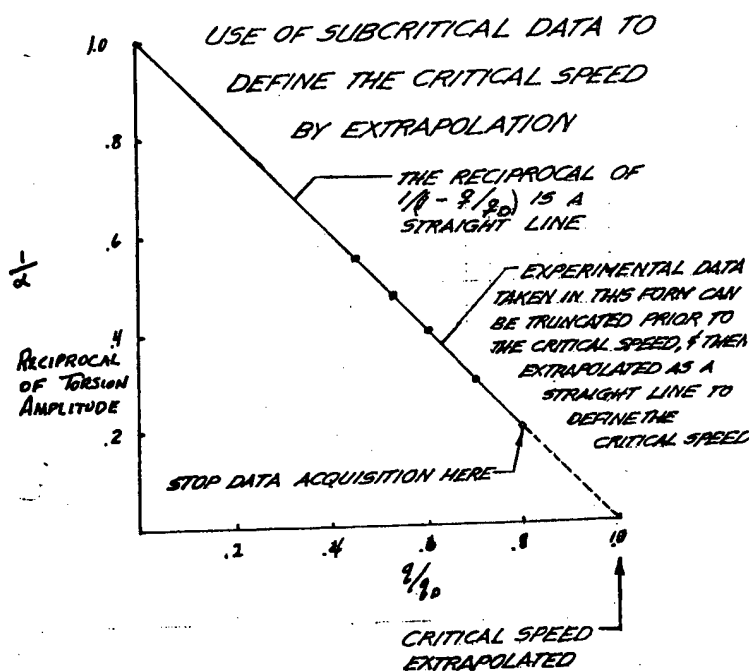 USE OF SUBCRITICAL DATA TO
DEFINE THE CRITICAL SPEED
BY EXTRAPOLATION
1.0
.8
.6
.4
.2
THE RECIPROCAL OF
1/(1 - q/qD) IS A
STRAIGHT LINE
EXPERIMENTAL DATA
TAKEN IN THIS FORM CAN
BE TRUNCATED PRIOR TO
THE CRITICAL SPEED, & THEN
EXTRAPOLATED AS A
STRAIGHT LINE TO
DEFINE THE
CRITICAL SPEED
1/α
RECIPROCAL
OF TORSION
AMPLITUDE
STOP DATA ACQUISITION HERE
.2 .4 .6 .8 1.0
q/qD
CRITICAL SPEED
EXTRAPOLATED